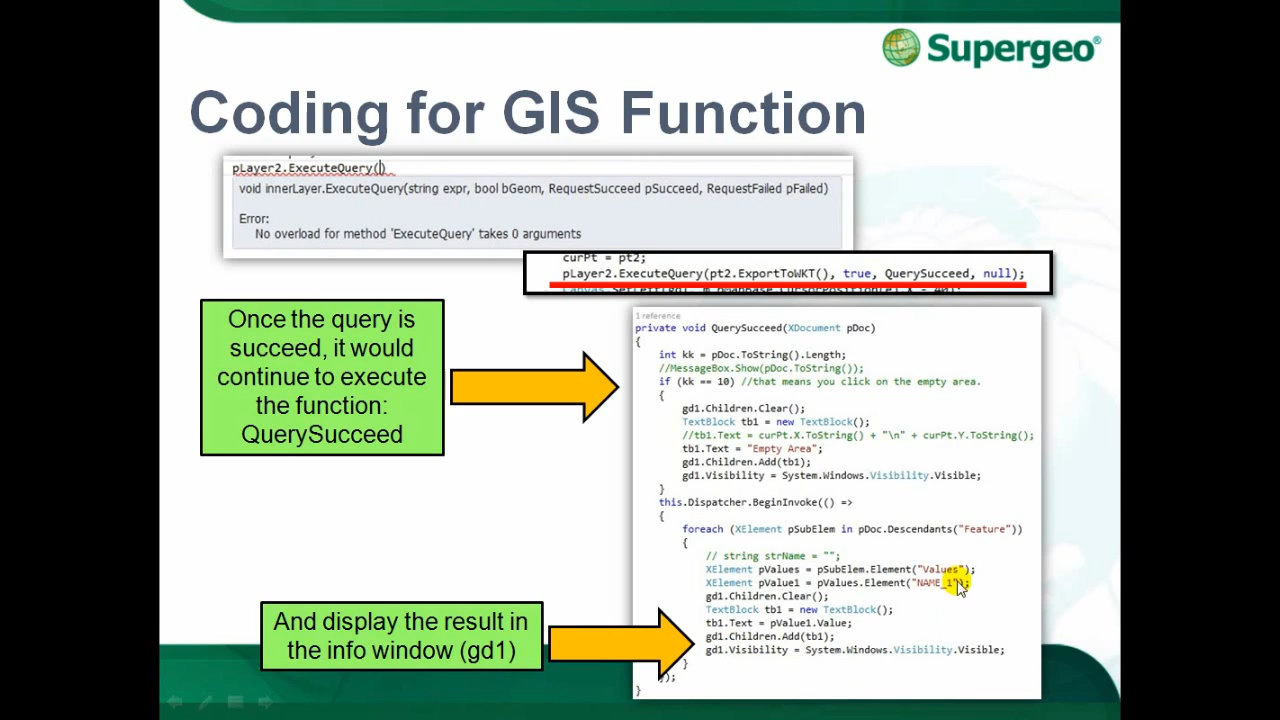 Supergeo®
Coding for GIS Function
pLayer2.ExecuteQuery()
void innerLayer.ExecuteQuery(string expr, bool bGeom, RequestSucceed pSucceed, RequestFailed pFailed)
Error:
No overload for method 'ExecuteQuery' takes 0 arguments
curPt = pt2;
pLayer2.ExecuteQuery(pt2.ExportToWKT(), true, QuerySucceed, null);
Once the query is
succeed, it would
continue to execute
the function:
QuerySucceed
1 reference
private void QuerySucceed(XDocument pDoc)
{
int kk = pDoc.ToString().Length;
//MessageBox.Show(pDoc.ToString());
if (kk == 10) //that means you click on the empty area.
{
gd1.Children.Clear();
TextBlock tb1 = new TextBlock();
//tb1.Text = curPt.X.ToString() + "\n" + curPt.Y.ToString();
tb1.Text = "Empty Area";
gd1.Children.Add(tb1);
gd1.Visibility = System.Windows.Visibility.Visible;
}
this.Dispatcher.BeginInvoke(() =>
{
foreach (XElement pSubElem in pDoc.Descendants("Feature"))
{
// string strName = "";
XElement pValues = pSubElem.Element("Values");
XElement pValue1 = pValues.Element("NAME_1");
gd1.Children.Clear();
TextBlock tb1 = new TextBlock();
tb1.Text = pValue1.Value;
gd1.Children.Add(tb1);
gd1.Visibility = System.Windows.Visibility.Visible;
}
});
}
And display the result in
the info window (gd1)